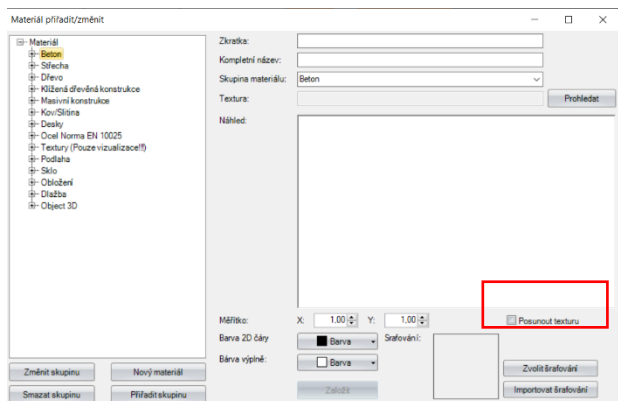 Materiál přiřadit/změnit
Materiál
Beton
Střecha
Dřevo
Klížená dřevěná konstrukce
Masivní konstrukce
Kov/Slitina
Desky
Ocel Norma EN 10025
Textury (Pouze vizualizace!!!)
Podlaha
Sklo
Obložení
Dlažba
Object 3D
Změnit skupinu
Nový materiál
Smazat skupinu
Přiřadit skupinu
Zkratka:
Kompletní název:
Skupina materiálu: Beton
Textura: Prohledat
Náhled:
Měřítko: X: 1,00 Y: 1,00 Posunout texturu
Barva 2D čáry Barva Šrafování:
Bárva výplně: Barva
Zvolit šrafování
Založit Importovat šrafování